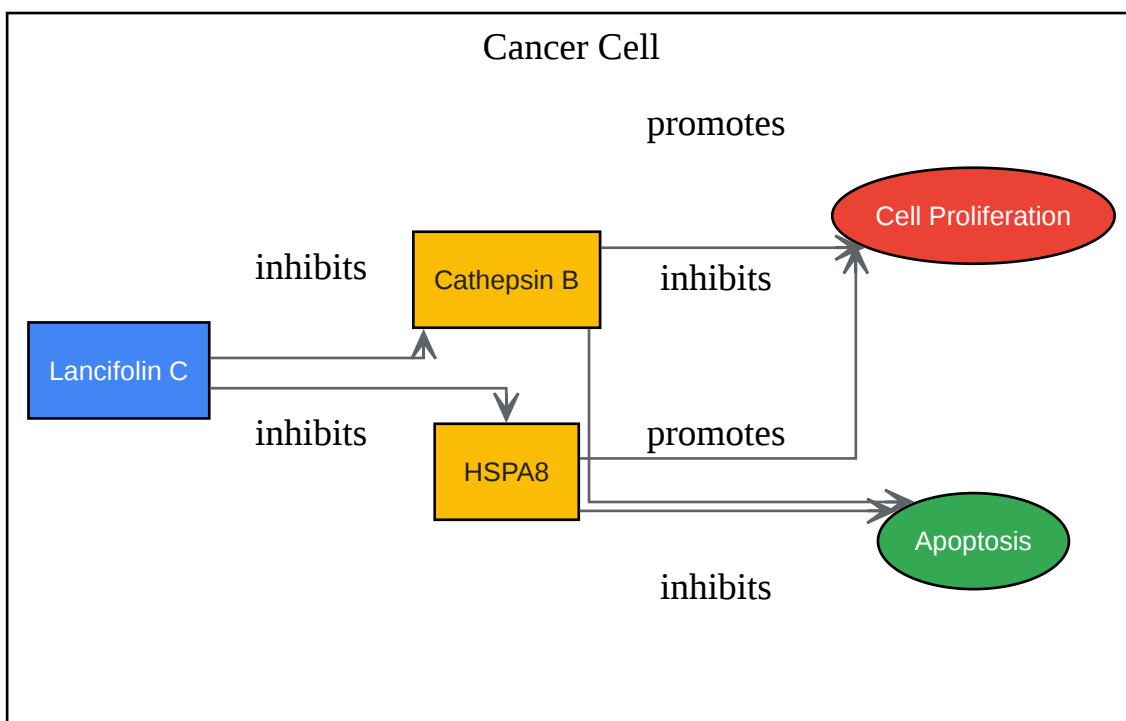 Cancer Cell
promotes
Cell Proliferation
inhibits
Cathepsin B
inhibits
Lancifolin C
inhibits
promotes
HSPA8
Apoptosis
inhibits